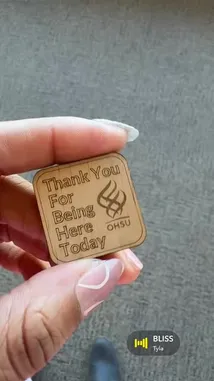 Thank You
For
Being
Here
Today
OHSU
BLISS
Tyla